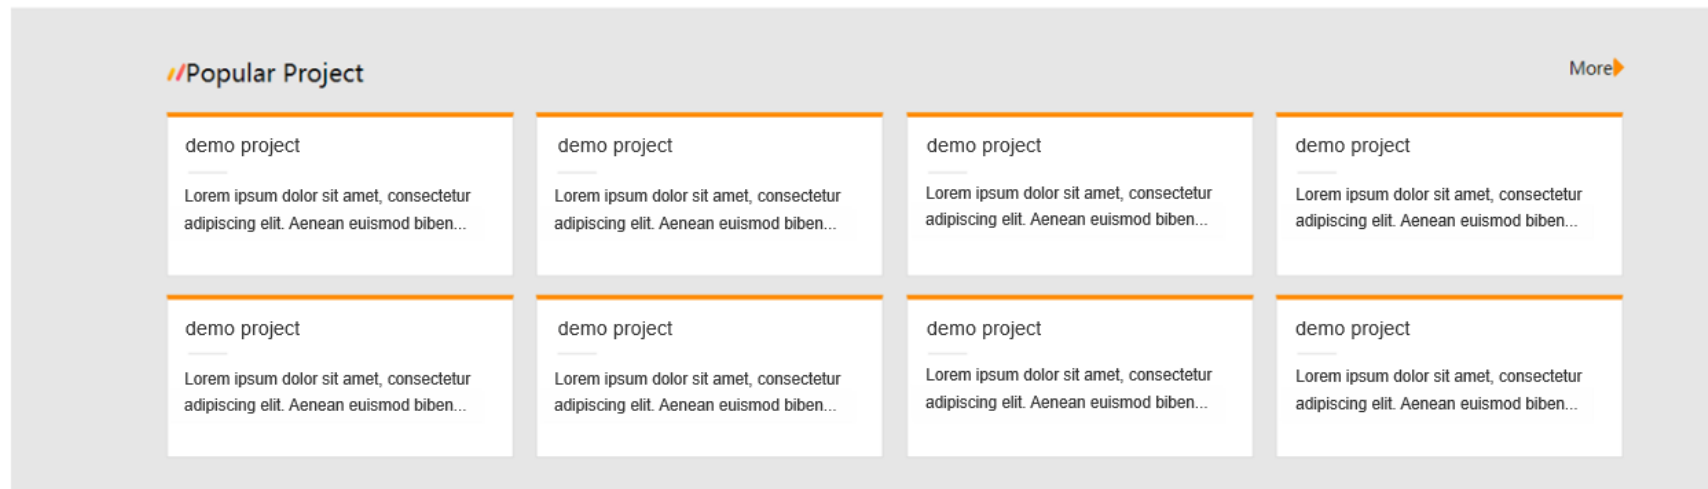 Popular Project
More
demo project
Lorem ipsum dolor sit amet, consectetur
adipiscing elit. Aenean euismod biben...
demo project
Lorem ipsum dolor sit amet, consectetur
adipiscing elit. Aenean euismod biben...
demo project
Lorem ipsum dolor sit amet, consectetur
adipiscing elit. Aenean euismod biben...
demo project
Lorem ipsum dolor sit amet, consectetur
adipiscing elit. Aenean euismod biben...
demo project
Lorem ipsum dolor sit amet, consectetur
adipiscing elit. Aenean euismod biben...
demo project
Lorem ipsum dolor sit amet, consectetur
adipiscing elit. Aenean euismod biben...
demo project
Lorem ipsum dolor sit amet, consectetur
adipiscing elit. Aenean euismod biben...
demo project
Lorem ipsum dolor sit amet, consectetur
adipiscing elit. Aenean euismod biben...